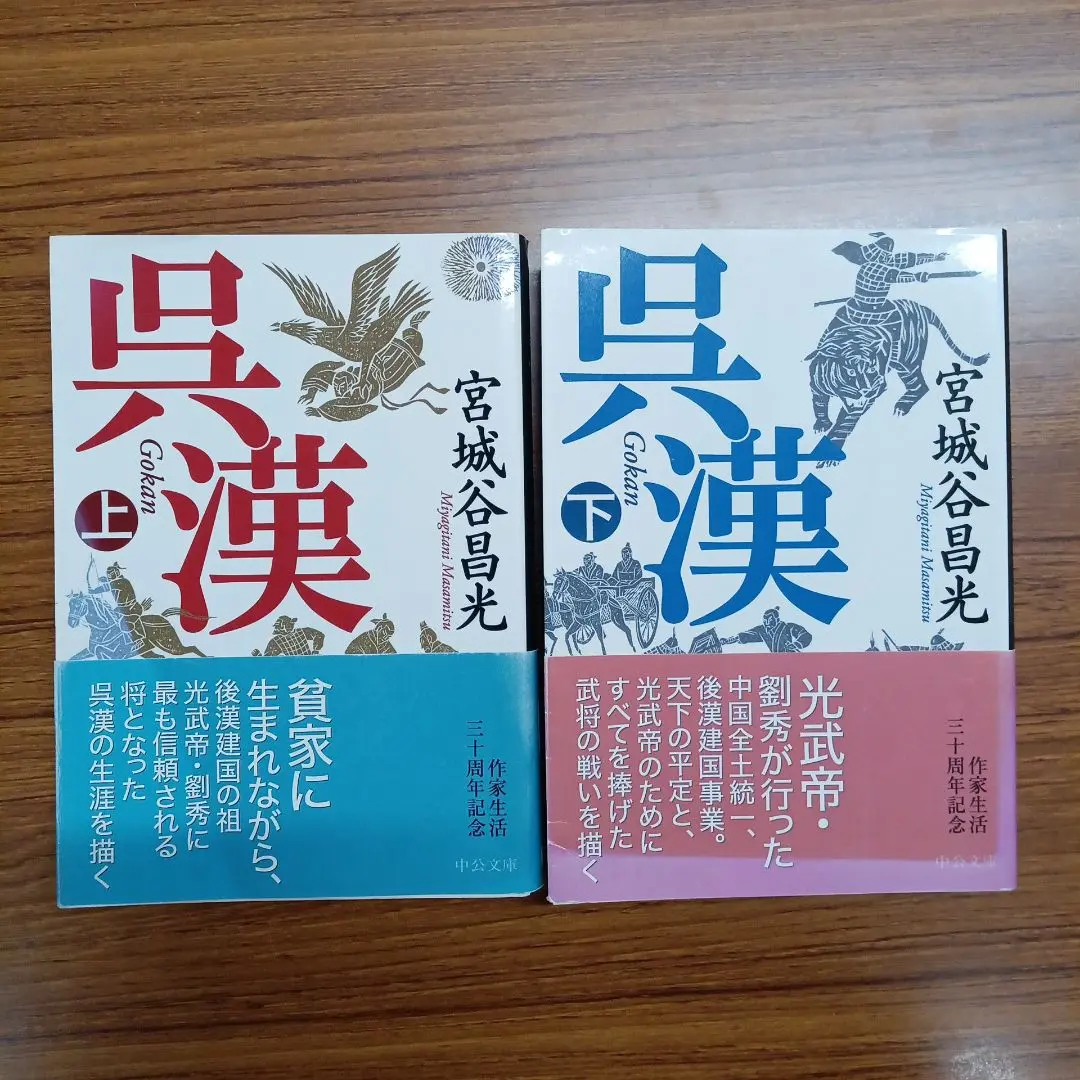 呉漢
Gokan
上
宮城谷昌光
Miyagitani Masamitsu
作家生活
三十周年記念
貧家に
生まれながら、
後漢建国の祖
光武帝・劉秀に
最も信頼される
将となった
呉漢の生涯を描く
中公文庫
呉漢
Gokan
下
宮城谷昌光
Miyagitani Masamitsu
作家生活
三十周年記念
光武帝・
劉秀が行った
中国全土統一、
後漢建国事業。
天下の平定と、
光武帝のために
すべてを捧げた
武将の戦いを描く
中公文庫